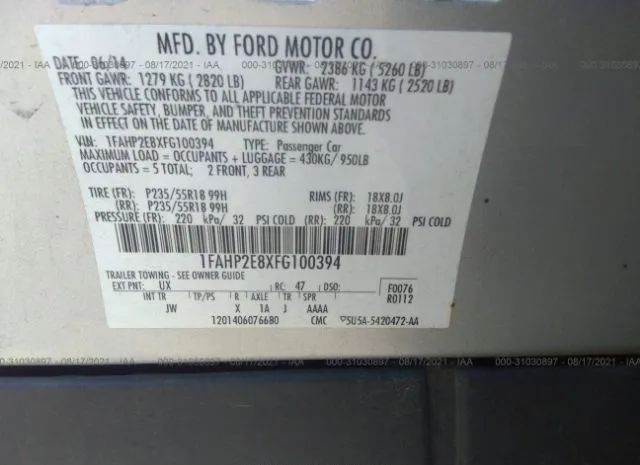 MFD. BY FORD MOTOR CO.
DATE: 06/14 GVWR: 2386 KG ( 5260 LB)
FRONT GAWR: 1279 KG ( 2820 LB) REAR GAWR: 1143 KG ( 2520 LB)
THIS VEHICLE CONFORMS TO ALL APPLICABLE FEDERAL MOTOR
VEHICLE SAFETY, BUMPER, AND THEFT PREVENTION STANDARDS
IN EFFECT ON THE DATE OF MANUFACTURE SHOWN ABOVE.
VIN: 1FAHP2E8XFG100394 TYPE: Passenger Car
MAXIMUM LOAD = OCCUPANTS + LUGGAGE = 430KG/ 950LB
OCCUPANTS = 5 TOTAL; 2 FRONT, 3 REAR
TIRE (FR): P235/55R18 99H RIMS (FR): 18X8.0J
(RR): P235/55R18 99H (RR): 18X8.0J
PRESSURE (FR): 220 kPa/ 32 PSI COLD (RR): 220 kPa/ 32 PSI COLD
1FAHP2E8XFG100394
TRAILER TOWING - SEE OWNER GUIDE
EXT PNT: UX RC: 47 DSO: F0076
R0112
INT TR TP/PS R AXLE TR SPR
JW X 1A J AAAA
1201406076680 CMC ▽5U5A-5420472-AA
000-31030897 - 08/17/2021 - IAA